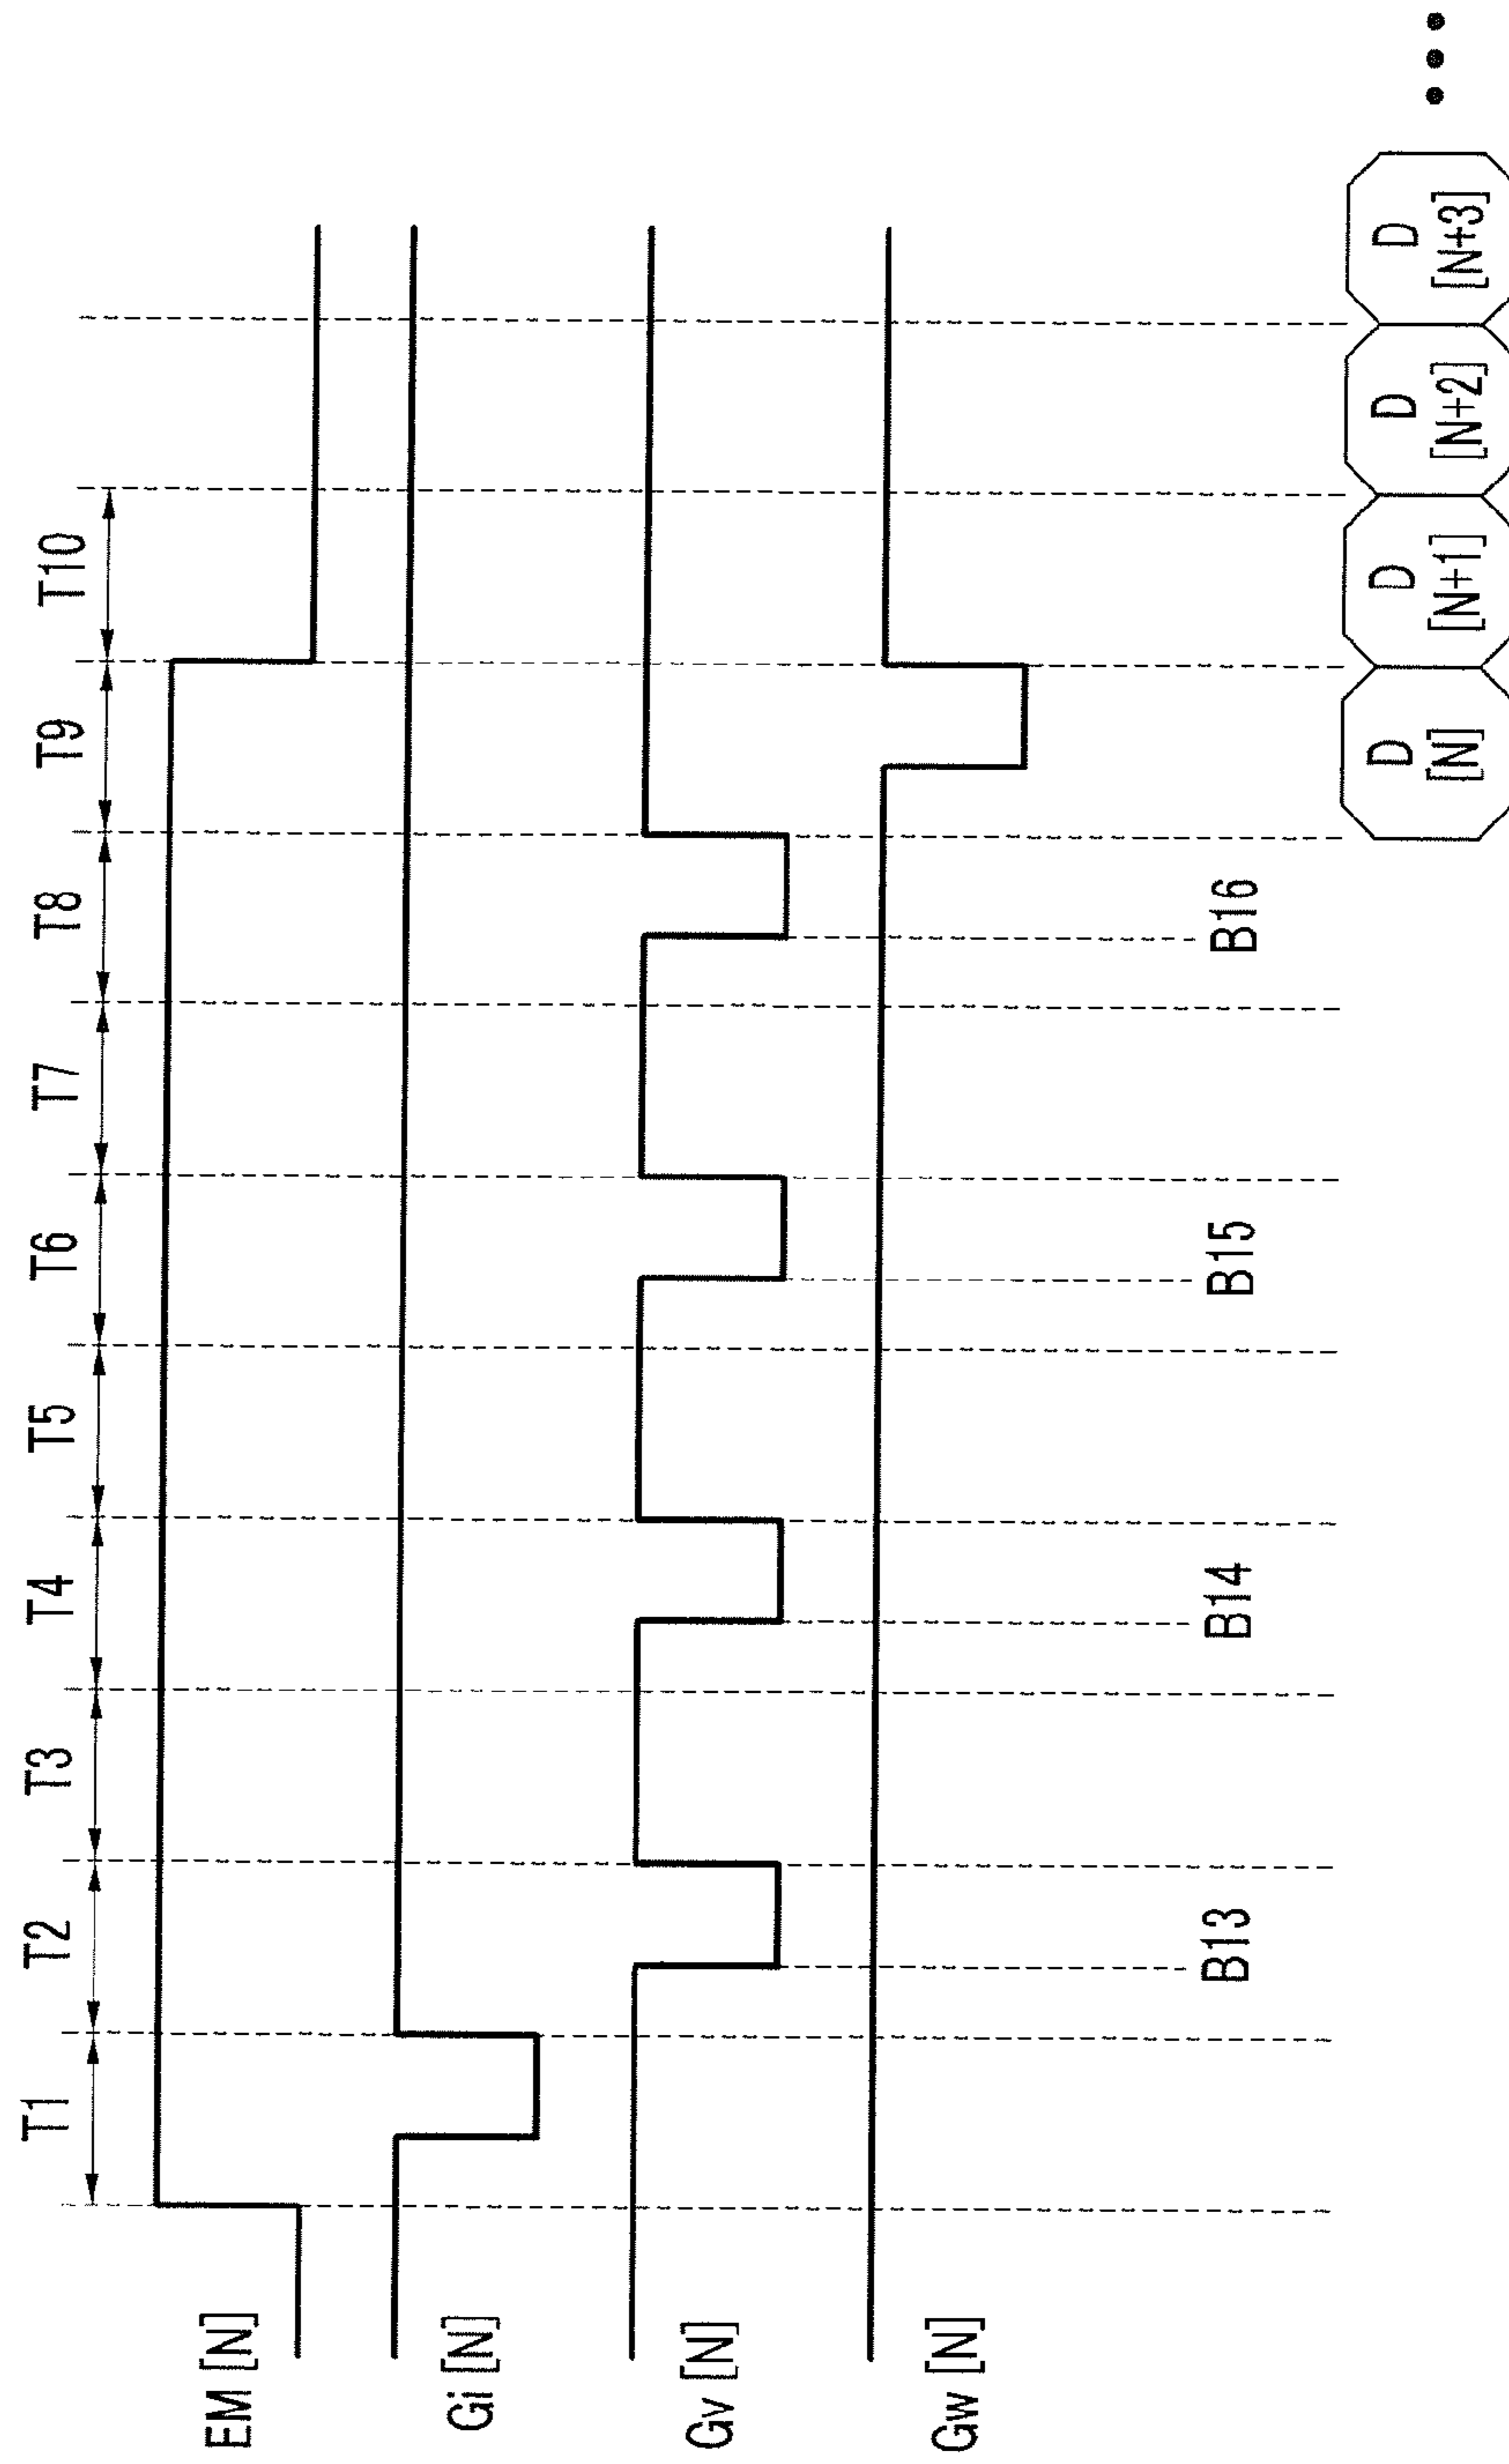 T1 T2 T3 T4 T5 T6 T7 T8 T9 T10
EM [N]
Gi [N]
Gv [N]
Gw [N]
B13 B14 B15 B16
D D D D
[N] [N+1] [N+2] [N+3]